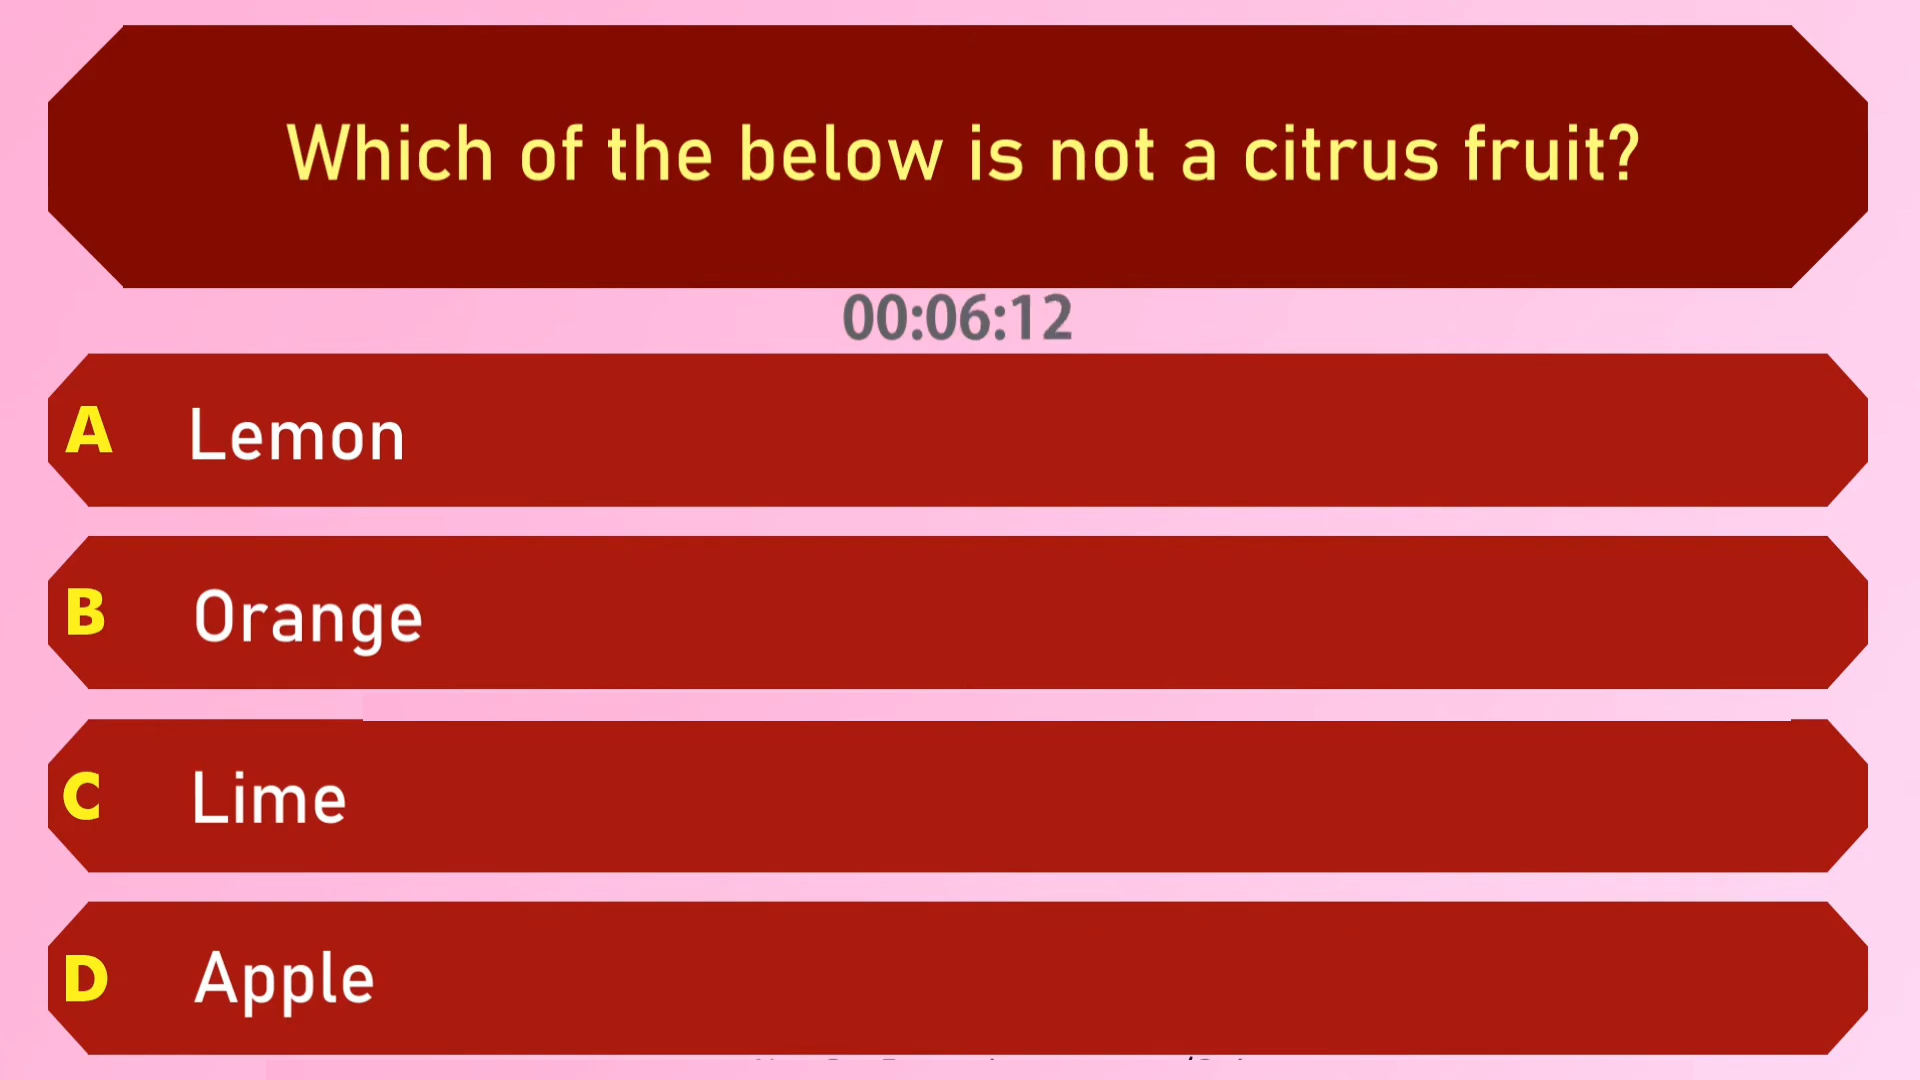 Which of the below is not a citrus fruit?
00:06:12
A Lemon
B Orange
C Lime
D Apple